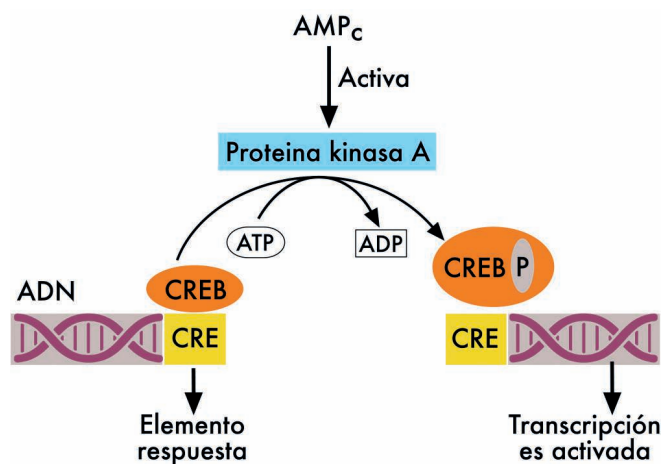 AMPc
Activa
Proteina kinasa A
ATP
ADP
CREB
CREB P
ADN
CRE
CRE
Elemento
respuesta
Transcripción
es activada